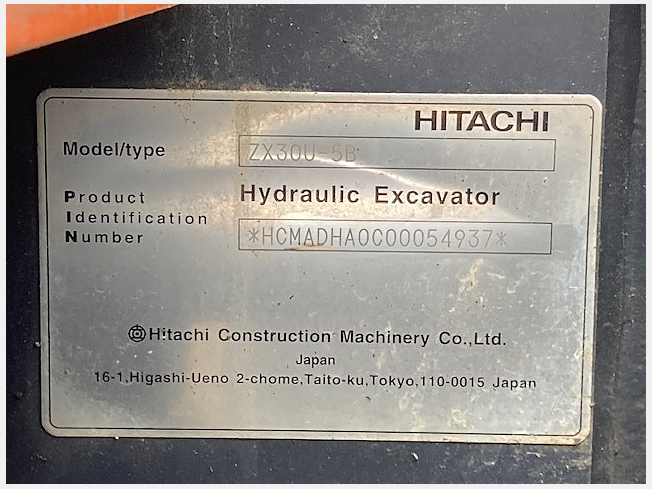 HITACHI
Model/type ZX30U-5B
Product Hydraulic Excavator
Identification
Number *HCMADHA0C00054937*
Hitachi Construction Machinery Co.,Ltd.
Japan
16-1,Higashi-Ueno 2-chome,Taito-ku,Tokyo,110-0015 Japan